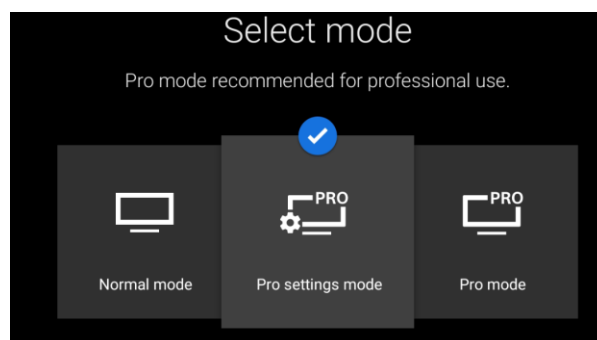 Select mode
Pro mode recommended for professional use.
PRO
PRO
Normal mode
Pro settings mode
Pro mode